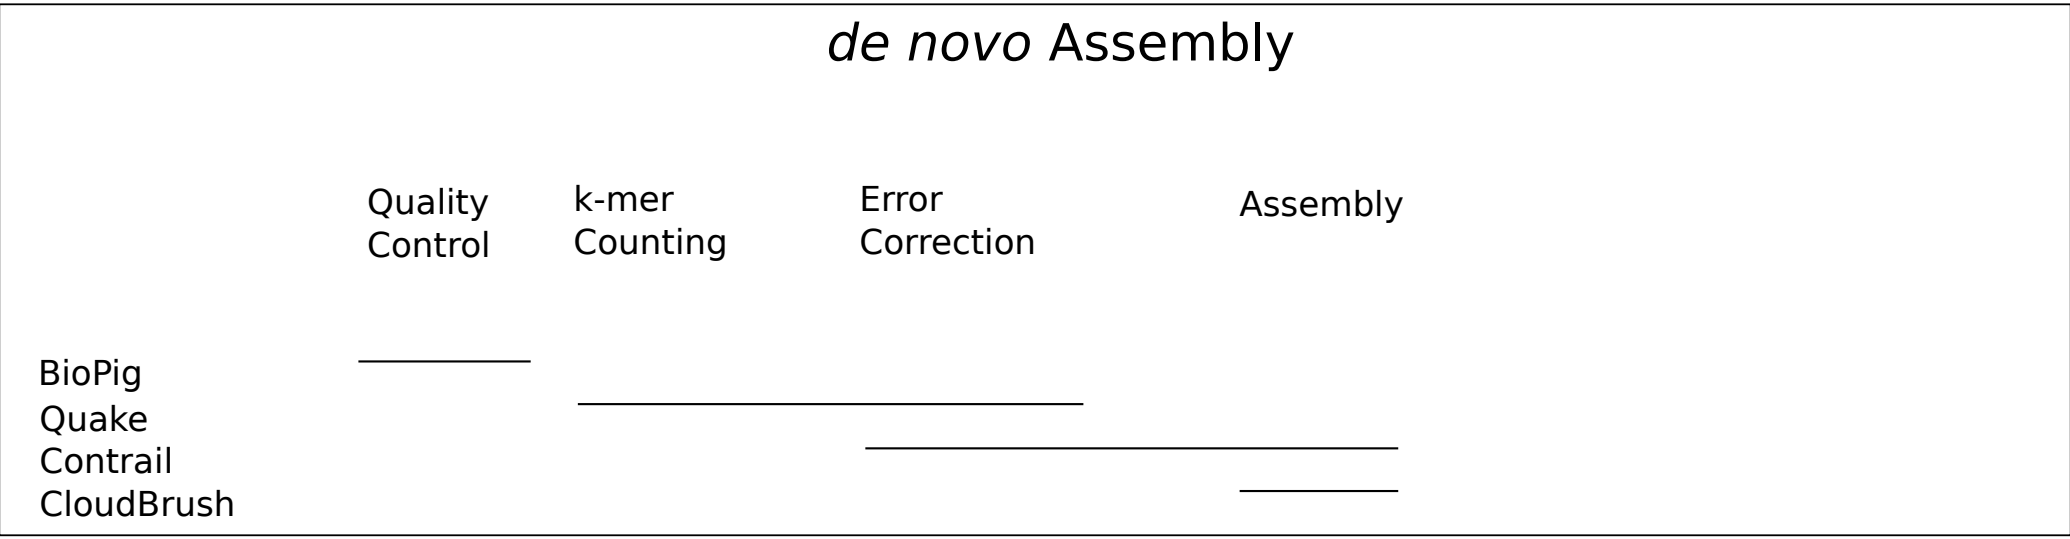 de novo Assembly
Quality
Control
k-mer
Counting
Error
Correction
Assembly
BioPig
Quake
Contrail
CloudBrush